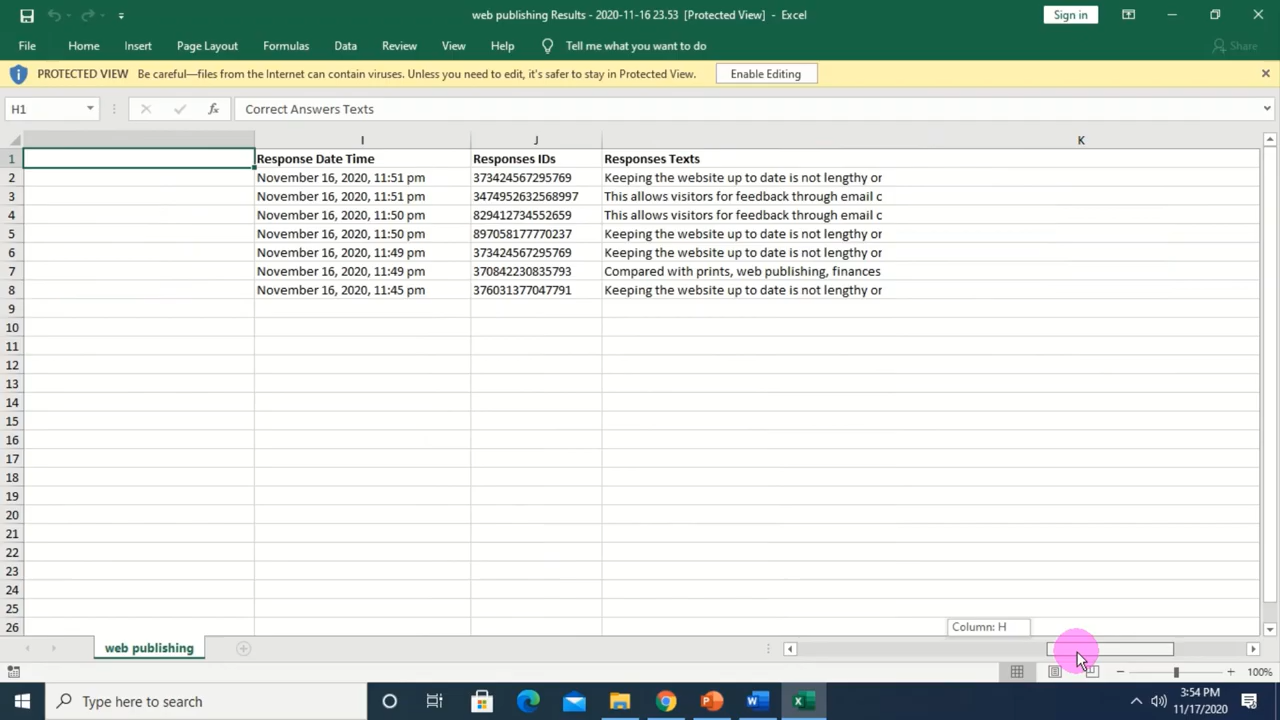 web publishing Results - 2020-11-16 23.53 [Protected View] - Excel
Sign in
File Home Insert Page Layout Formulas Data Review View Help Tell me what you want to do Share
PROTECTED VIEW Be careful—files from the Internet can contain viruses. Unless you need to edit, it's safer to stay in Protected View. Enable Editing
H1 fx Correct Answers Texts
I J K
1 Response Date Time Responses IDs Responses Texts
2 November 16, 2020, 11:51 pm 373424567295769 Keeping the website up to date is not lengthy or
3 November 16, 2020, 11:51 pm 3474952632568997 This allows visitors for feedback through email c
4 November 16, 2020, 11:50 pm 829412734552659 This allows visitors for feedback through email c
5 November 16, 2020, 11:50 pm 897058177770237 Keeping the website up to date is not lengthy or
6 November 16, 2020, 11:49 pm 373424567295769 Keeping the website up to date is not lengthy or
7 November 16, 2020, 11:49 pm 370842230835793 Compared with prints, web publishing, finances
8 November 16, 2020, 11:45 pm 376031377047791 Keeping the website up to date is not lengthy or
9
10
11
12
13
14
15
16
17
18
19
20
21
22
23
24
25
26
Column: H
web publishing
100%
Type here to search
3:54 PM
11/17/2020